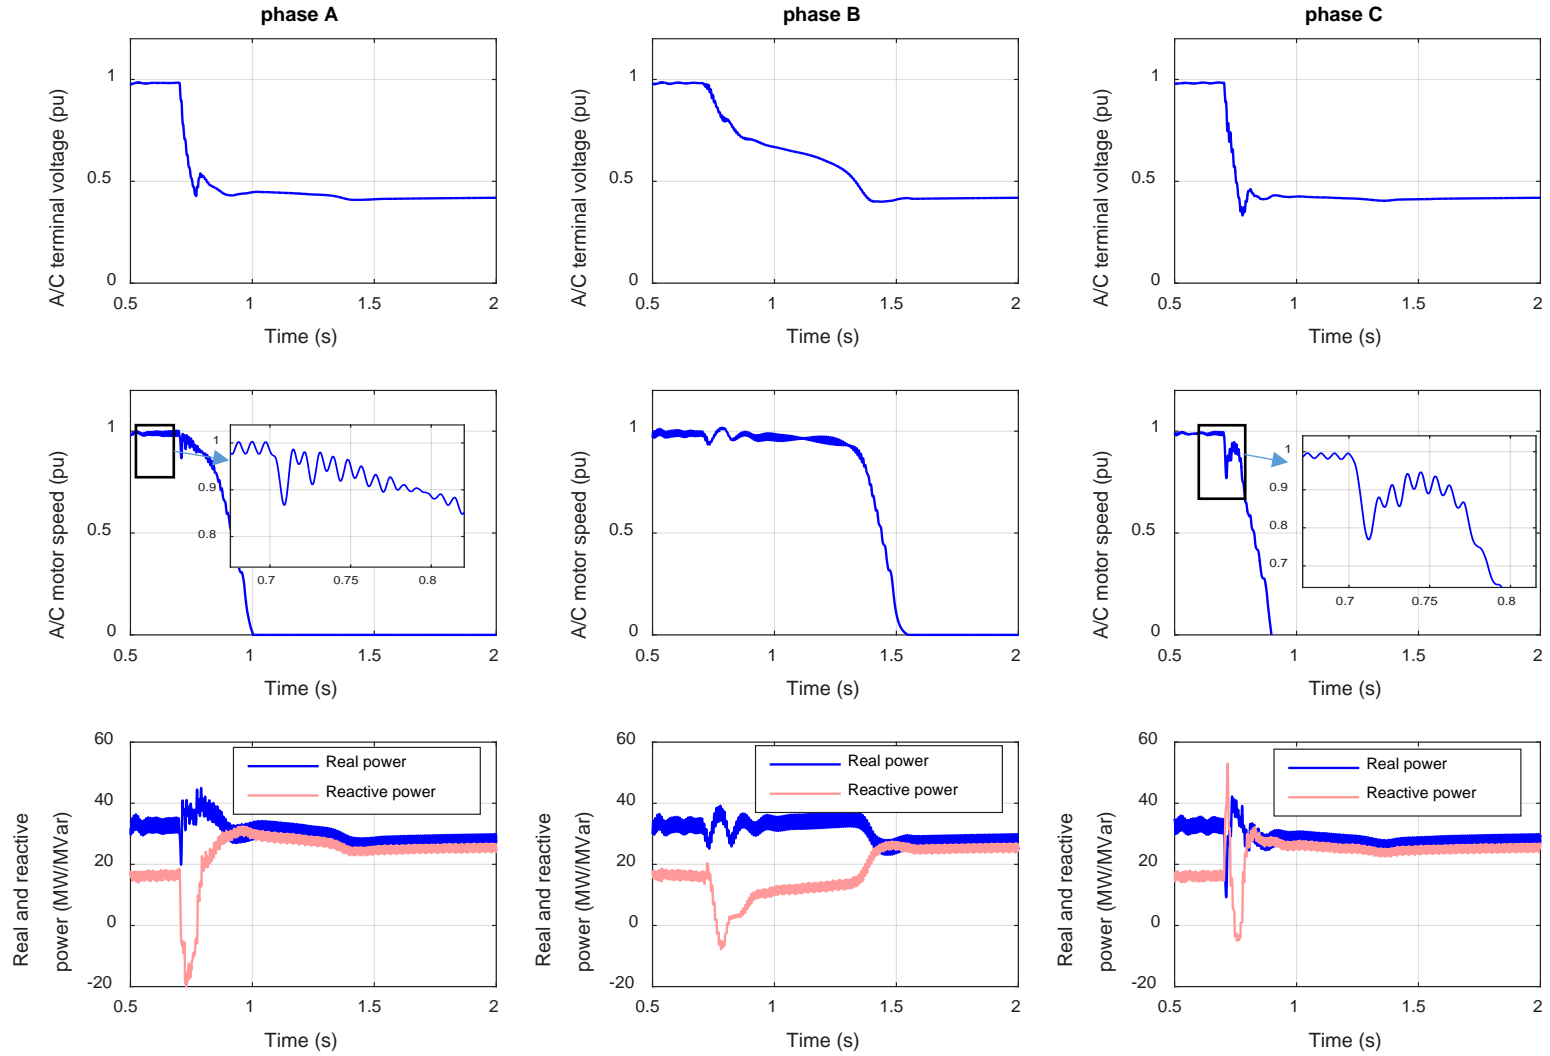 phase A
phase B
phase C
A/C terminal voltage (pu)
1
0.5
0
0.5
1
1.5
2
Time (s)
A/C terminal voltage (pu)
1
0.5
0
0.5
1
1.5
2
Time (s)
A/C terminal voltage (pu)
1
0.5
0
0.5
1
1.5
2
Time (s)
A/C motor speed (pu)
1
0.5
0
0.5
1
1.5
2
Time (s)
1
0.9
0.8
0.7
0.75
0.8
A/C motor speed (pu)
1
0.5
0
0.5
1
1.5
2
Time (s)
A/C motor speed (pu)
1
0.5
0
0.5
1
1.5
2
Time (s)
1
0.9
0.8
0.7
0.7
0.75
0.8
Real and reactive
power (MW/MVar)
60
40
20
0
-20
0.5
1
1.5
2
Time (s)
Real power
Reactive power
Real and reactive
power (MW/MVar)
60
40
20
0
-20
0.5
1
1.5
2
Time (s)
Real power
Reactive power
Real and reactive
power (MW/MVar)
60
40
20
0
-20
0.5
1
1.5
2
Time (s)
Real power
Reactive power